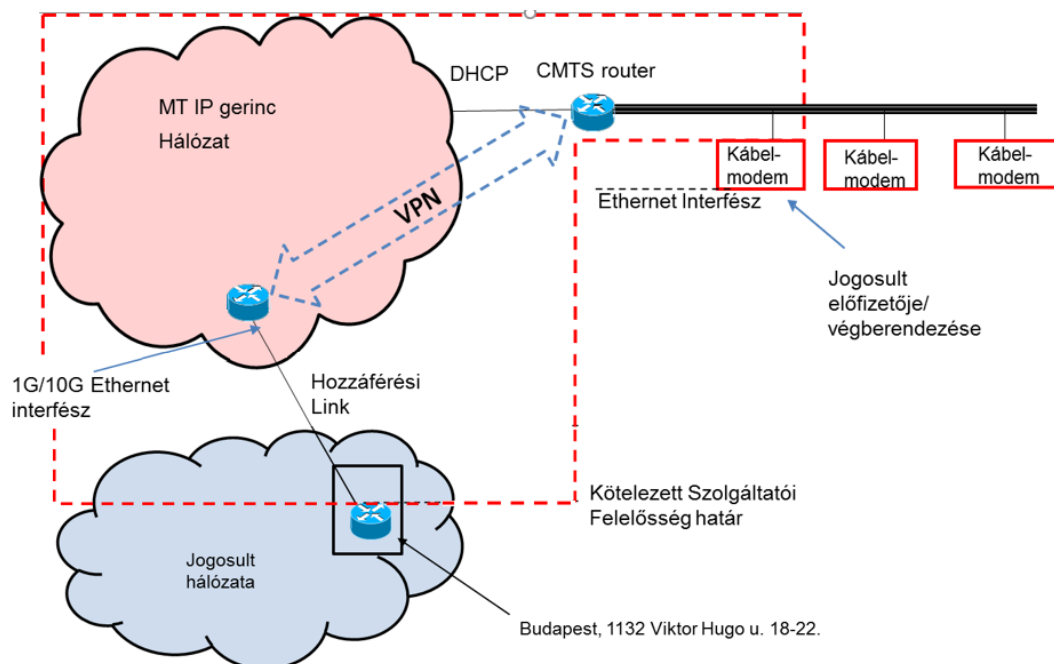 DHCP
CMTS router
MT IP gerinc
Hálózat
VPN
Kábel-
modem
Kábel-
modem
Kábel-
modem
Ethernet Interfész
Jogosult
előfizetője/
végberendezése
1G/10G Ethernet
interfész
Hozzáférési
Link
Kötelezett Szolgáltatói
Felelősség határ
Jogosult
hálózata
Budapest, 1132 Viktor Hugo u. 18-22.